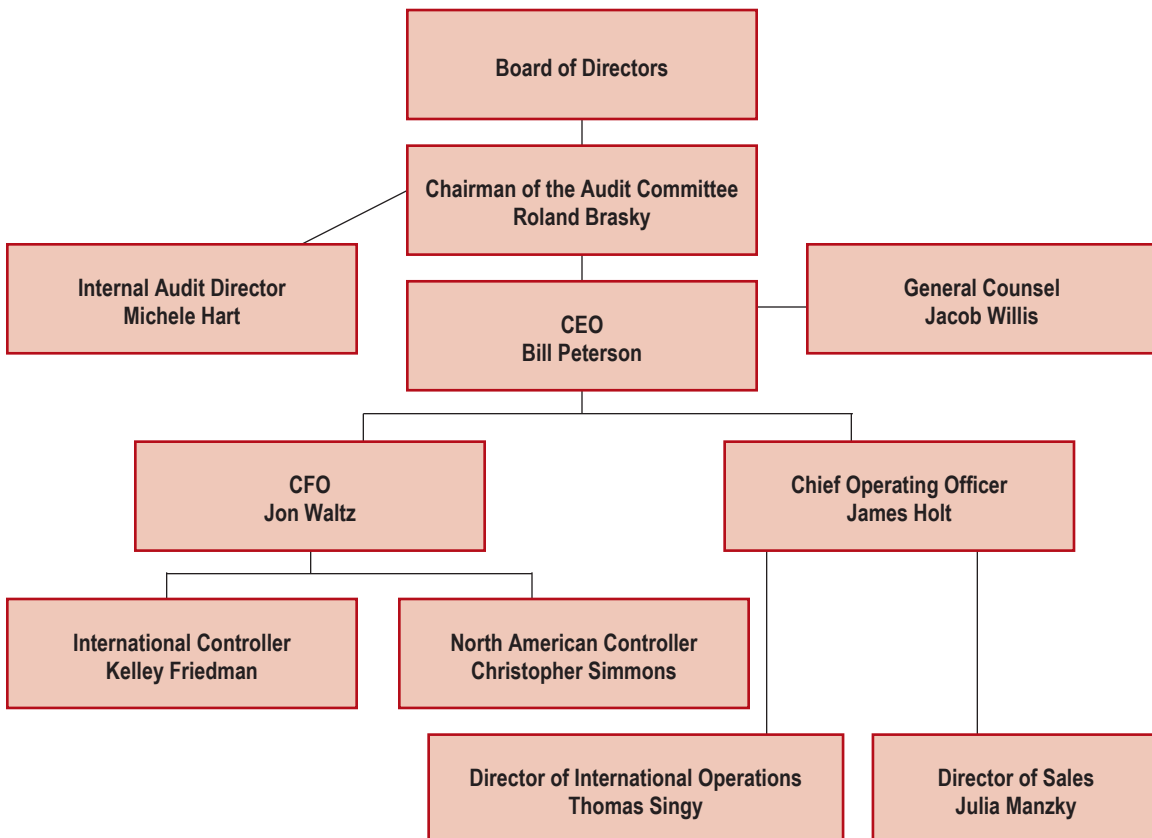 Board of Directors
Chairman of the Audit Committee
Roland Brasky
Internal Audit Director
Michele Hart
General Counsel
Jacob Willis
CEO
Bill Peterson
CFO
Jon Waltz
Chief Operating Officer
James Holt
International Controller
Kelley Friedman
North American Controller
Christopher Simmons
Director of International Operations
Thomas Singy
Director of Sales
Julia Manzky